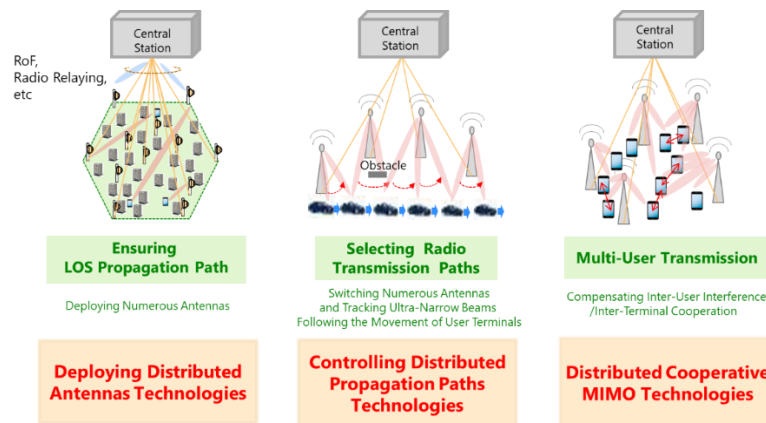 Central
Station
RoF,
Radio Relaying,
etc
Ensuring
LOS Propagation Path
Deploying Numerous Antennas
Deploying Distributed
Antennas Technologies
Central
Station
Obstacle
Selecting Radio
Transmission Paths
Switching Numerous Antennas
and Tracking Ultra-Narrow Beams
Following the Movement of User Terminals
Controlling Distributed
Propagation Paths
Technologies
Central
Station
Multi-User Transmission
Compensating Inter-User Interference
/Inter-Terminal Cooperation
Distributed Cooperative
MIMO Technologies